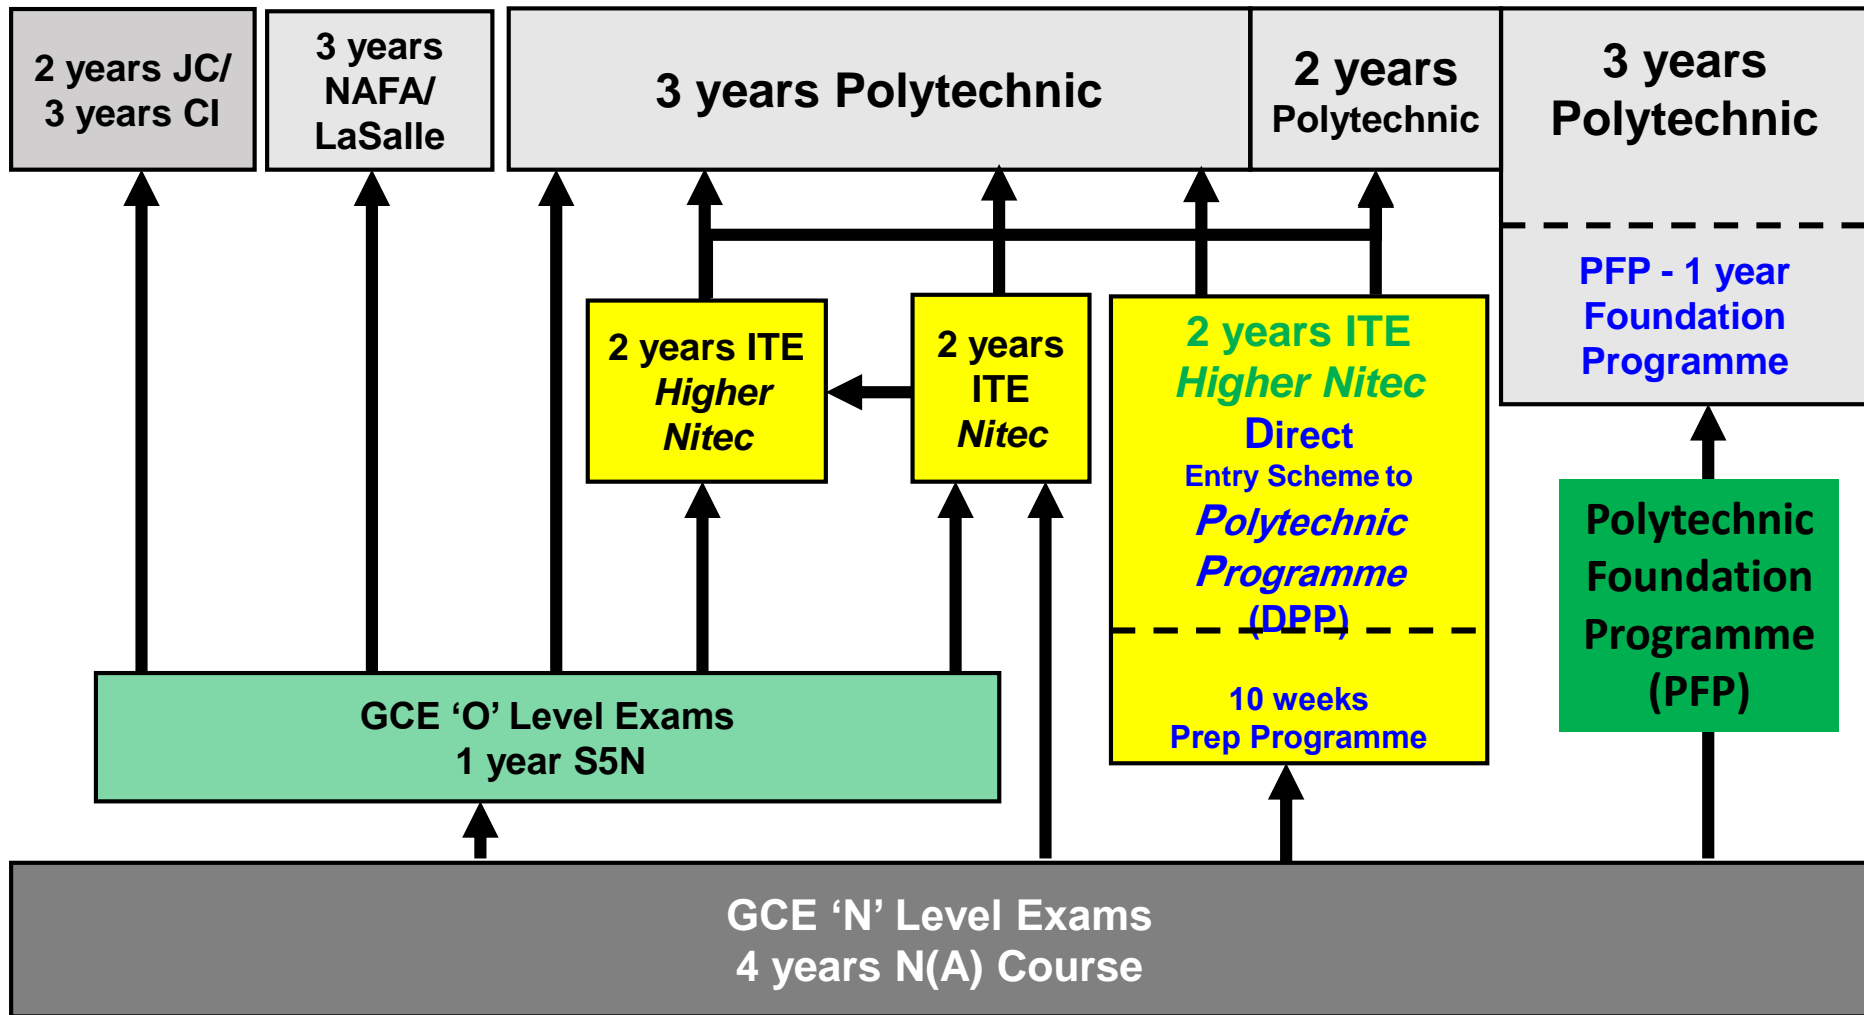 2 years JC/
3 years CI
3 years
NAFA/
LaSalle
3 years Polytechnic
2 years
Polytechnic
3 years
Polytechnic
PFP - 1 year
Foundation
Programme
2 years ITE
Higher
Nitec
2 years
ITE
Nitec
2 years ITE
Higher Nitec
Direct
Entry Scheme to
Polytechnic
Programme
(DPP)
10 weeks
Prep Programme
Polytechnic
Foundation
Programme
(PFP)
GCE ‘O’ Level Exams
1 year S5N
GCE ‘N’ Level Exams
4 years N(A) Course